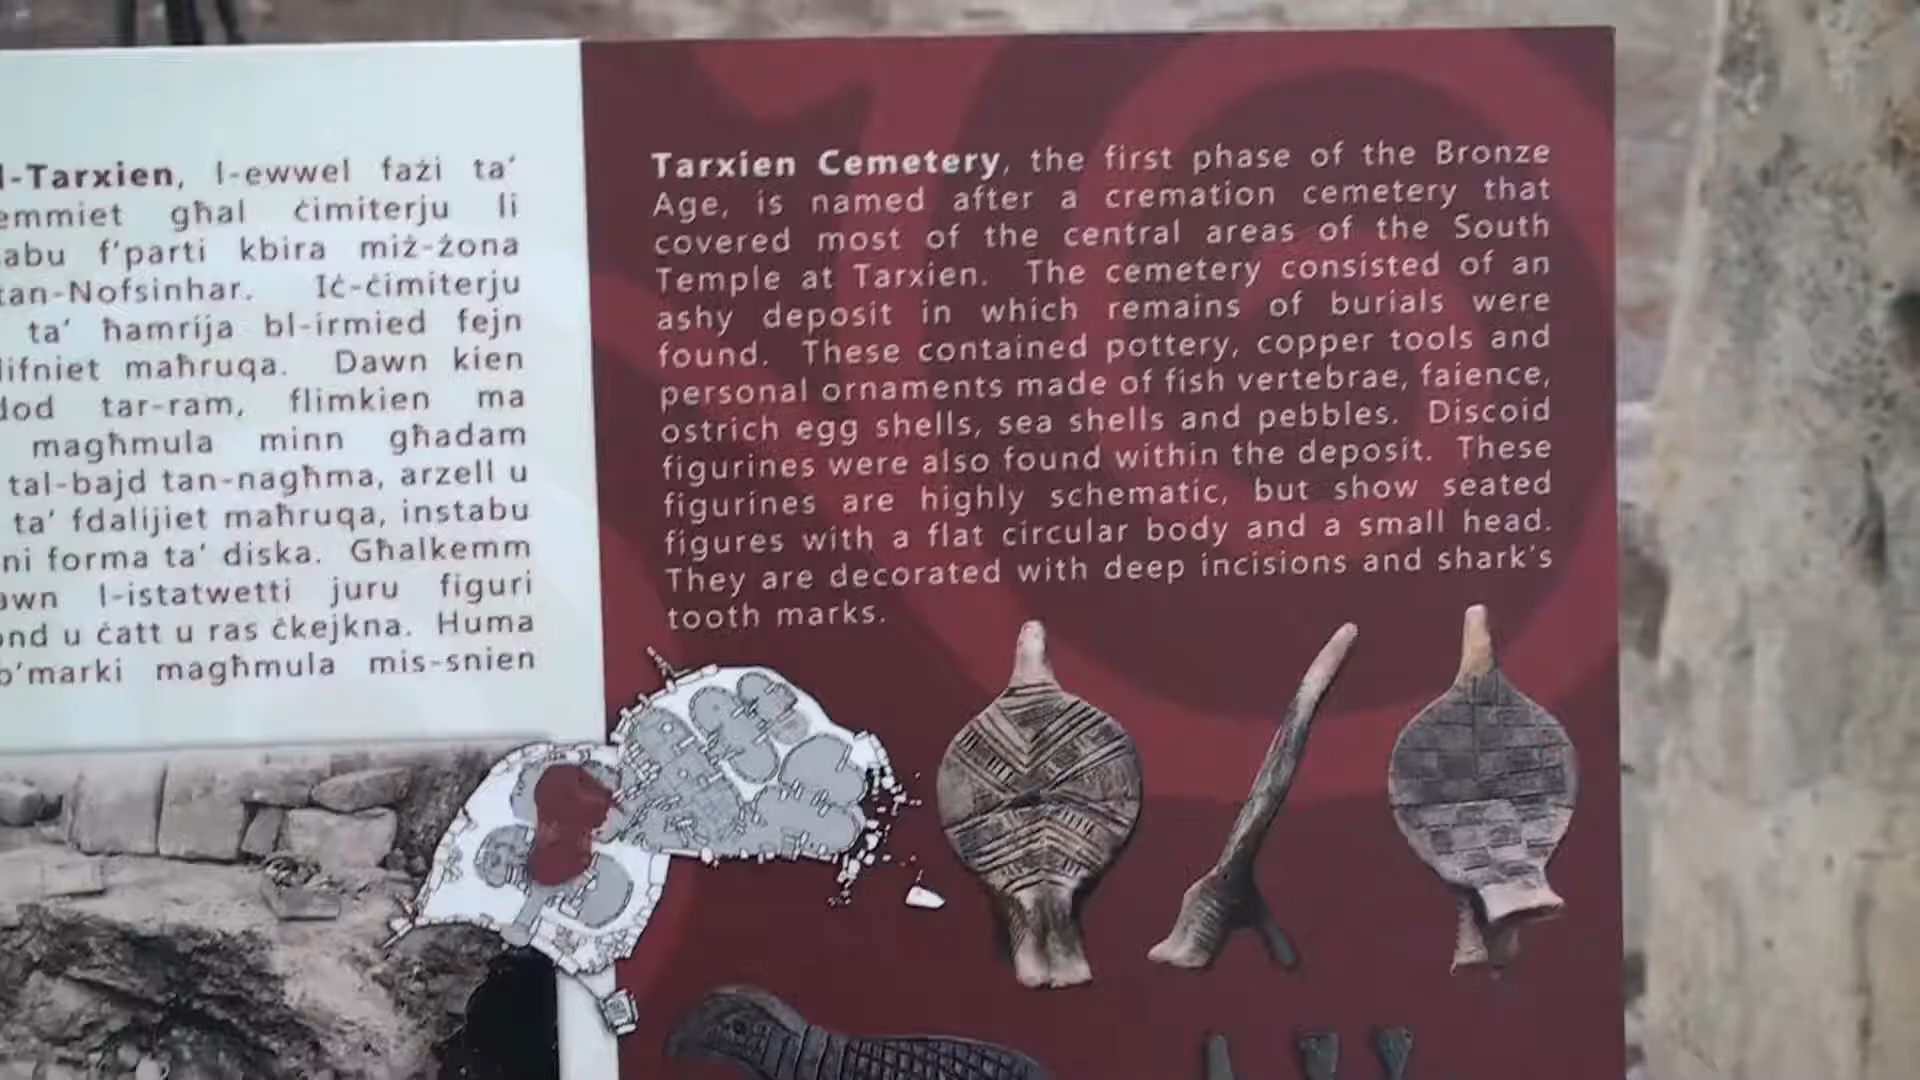 l-Tarxien, l-ewwel fażi ta'
għal ċimiterju li
f'parti kbira miż-żona
tan-Nofsinhar. Iċ-ċimiterju
ta' ħamrija bl-irmied fejn
maħruqa. Dawn kien
tar-ram, flimkien ma
magħmula minn għadam
tal-bajd tan-nagħma, arzell u
ta' fdalijiet maħruqa, instabu
forma ta' diska. Għalkemm
l-istatwetti juru figuri
u ċatt u ras ċkejkna. Huma
b'marki magħmula mis-snien
Tarxien Cemetery, the first phase of the Bronze
Age, is named after a cremation cemetery that
covered most of the central areas of the South
Temple at Tarxien. The cemetery consisted of an
ashy deposit in which remains of burials were
found. These contained pottery, copper tools and
personal ornaments made of fish vertebrae, faience,
ostrich egg shells, sea shells and pebbles. Discoid
figurines were also found within the deposit. These
figurines are highly schematic, but show seated
figures with a flat circular body and a small head.
They are decorated with deep incisions and shark's
tooth marks.